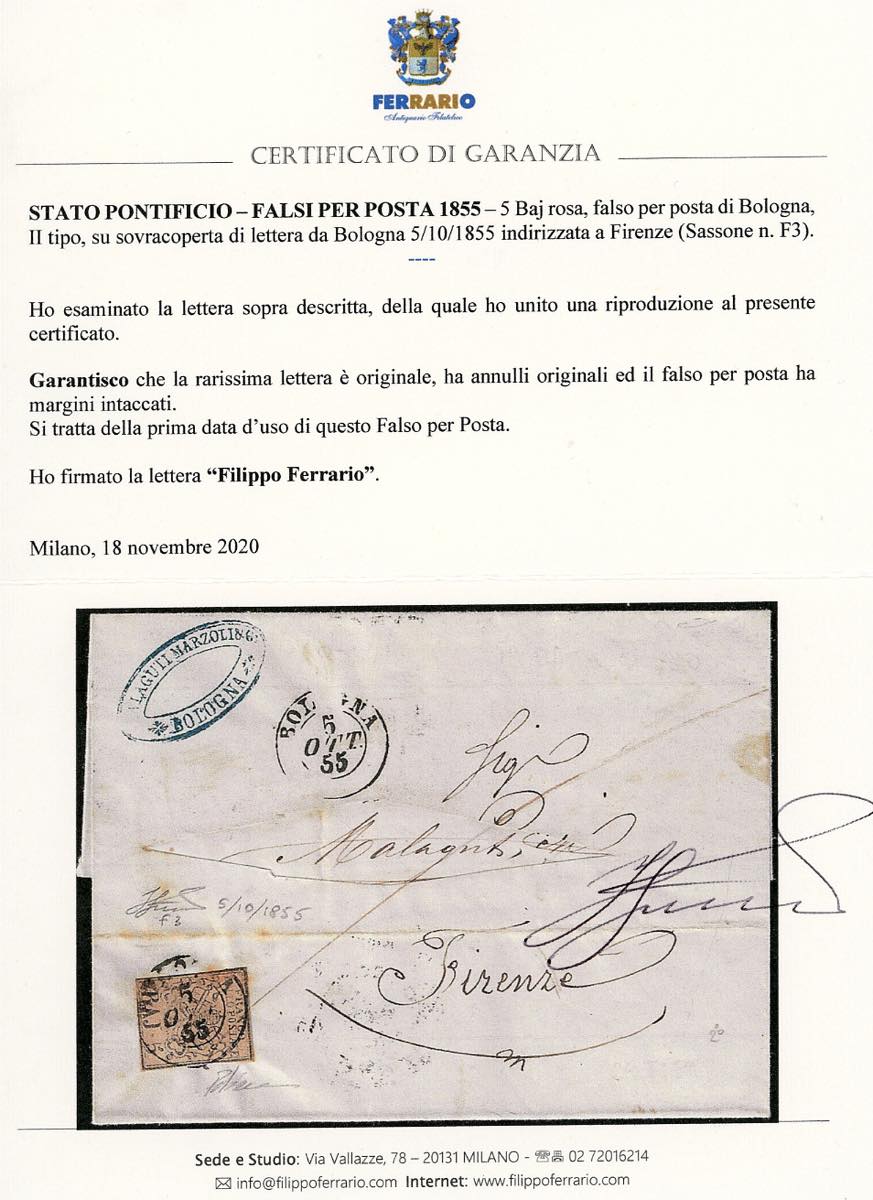 FERRARIO
Antiquario Filatelico
CERTIFICATO DI GARANZIA
STATO PONTIFICIO – FALSI PER POSTA 1855 – 5 Baj rosa, falso per posta di Bologna,
II tipo, su sovracoperta di lettera da Bologna 5/10/1855 indirizzata a Firenze (Sassone n. F3).
----
Ho esaminato la lettera sopra descritta, della quale ho unito una riproduzione al presente
certificato.
Garantisco che la rarissima lettera è originale, ha annulli originali ed il falso per posta ha
margini intaccati.
Si tratta della prima data d’uso di questo Falso per Posta.
Ho firmato la lettera “Filippo Ferrario”.
Milano, 18 novembre 2020
LAGUTI MARZOLI & C.
BOLOGNA
BOLOGNA
5
OTT
55
Sigi
Malaguti
Firenze
5/10/1855
F3
5
55
BAJ
2º
Sede e Studio: Via Vallazze, 78 – 20131 MILANO - ☎ 02 72016214
✉ info@filippoferrario.com Internet: www.filippoferrario.com